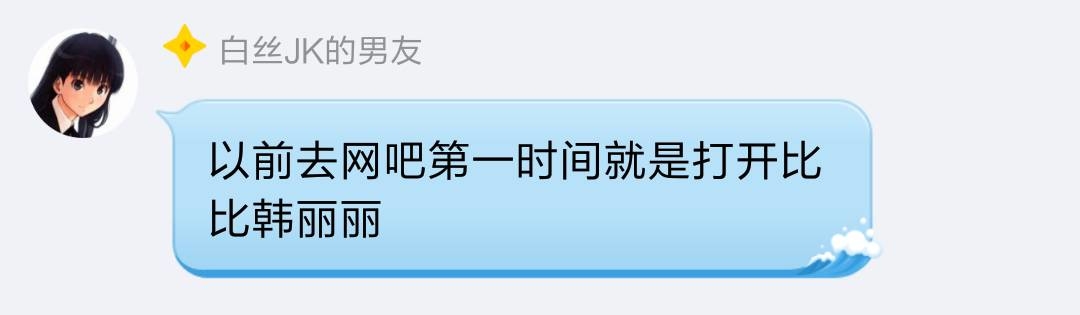 白丝JK的男友
以前去网吧第一时间就是打开比
比韩丽丽